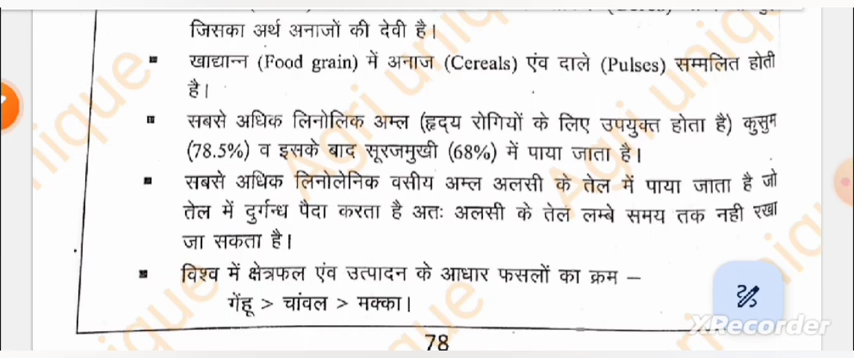 जिसका अर्थ अनाजों की देवी है।
खाद्यान्न (Food grain) में अनाज (Cereals) एंव दाले (Pulses) सम्मलित होती
है।
सबसे अधिक लिनोलिक अम्ल (हृदय रोगियों के लिए उपयुक्त होता है) कुसुम
(78.5%) व इसके बाद सूरजमुखी (68%) में पाया जाता है।
सबसे अधिक लिनोलेनिक वसीय अम्ल अलसी के तेल में पाया जाता है जो
तेल में दुर्गन्ध पैदा करता है अतः अलसी के तेल लम्बे समय तक नही रखा
जा सकता है।
विश्व में क्षेत्रफल एंव उत्पादन के आधार फसलों का क्रम –
गेंहू > चांवल > मक्का।
78
XRecorder
Agri unique